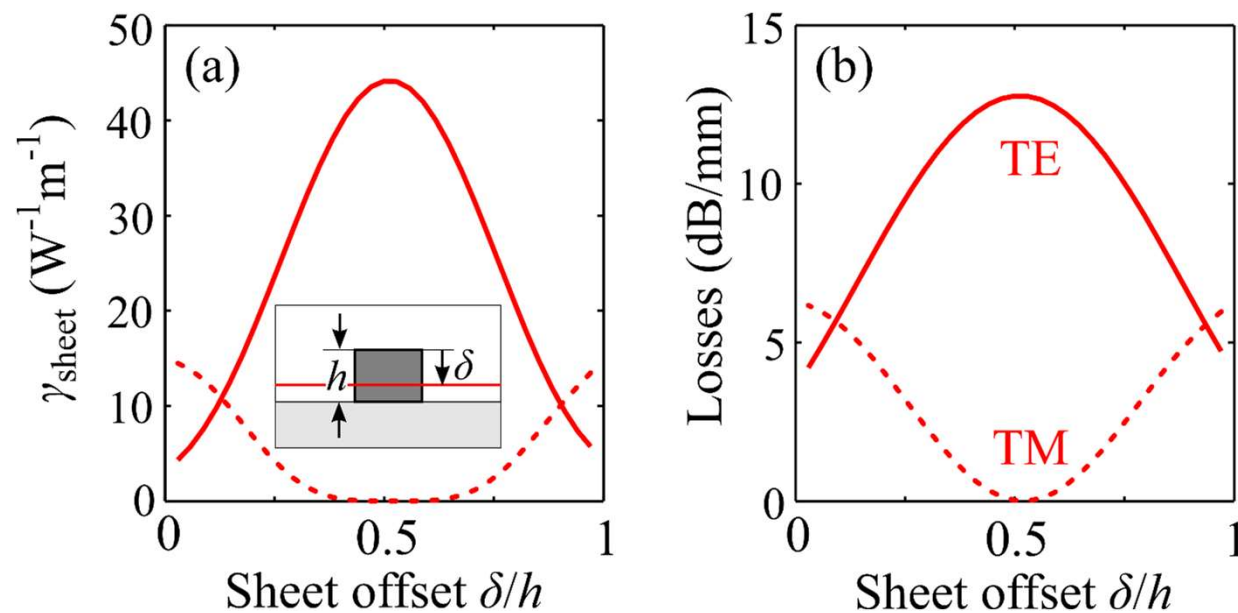 (a)
50
40
30
20
10
0
γsheet (W⁻¹m⁻¹)
h
δ
0 0.5 1
Sheet offset δ/h
(b)
15
10
5
0
Losses (dB/mm)
TE
TM
0 0.5 1
Sheet offset δ/h